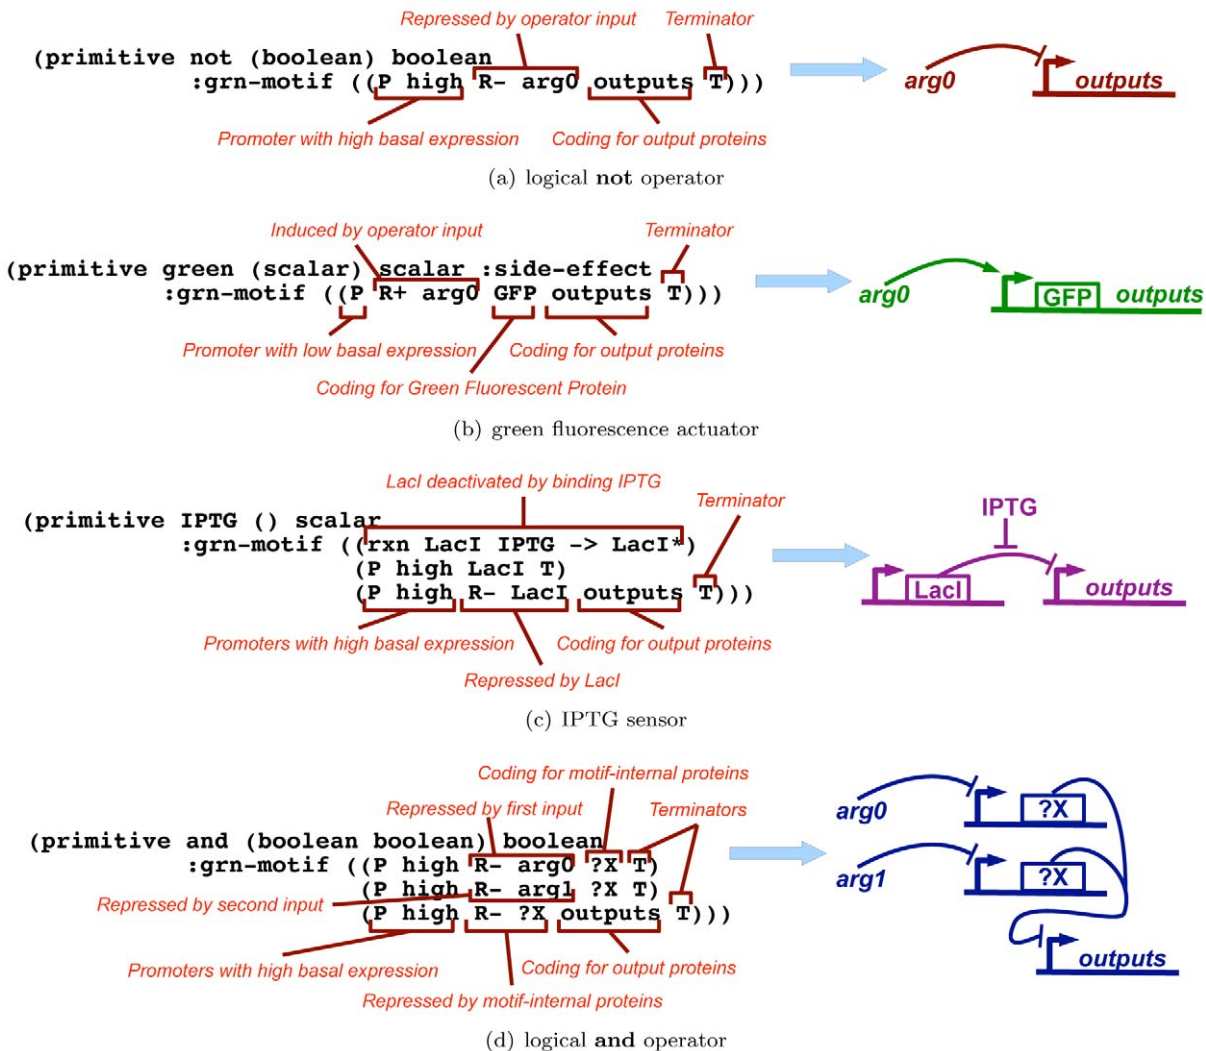 Repressed by operator input
Terminator
(primitive not (boolean) boolean
:grn-motif ((P high R- arg0 outputs T)))
arg0
outputs
Promoter with high basal expression
Coding for output proteins
(a) logical not operator
Induced by operator input
Terminator
(primitive green (scalar) scalar :side-effect
:grn-motif ((P R+ arg0 GFP outputs T)))
arg0
GFP
outputs
Promoter with low basal expression
Coding for output proteins
Coding for Green Fluorescent Protein
(b) green fluorescence actuator
LacI deactivated by binding IPTG
Terminator
(primitive IPTG () scalar
:grn-motif ((rxn LacI IPTG -> LacI*)
(P high LacI T)
(P high R- LacI outputs T)))
IPTG
LacI
outputs
Promoters with high basal expression
Coding for output proteins
Repressed by LacI
(c) IPTG sensor
Coding for motif-internal proteins
Repressed by first input
Terminators
(primitive and (boolean boolean) boolean
:grn-motif ((P high R- arg0 ?X T)
(P high R- arg1 ?X T)
Repressed by second input
(P high R- ?X outputs T)))
arg0
?X
arg1
?X
outputs
Promoters with high basal expression
Coding for output proteins
Repressed by motif-internal proteins
(d) logical and operator